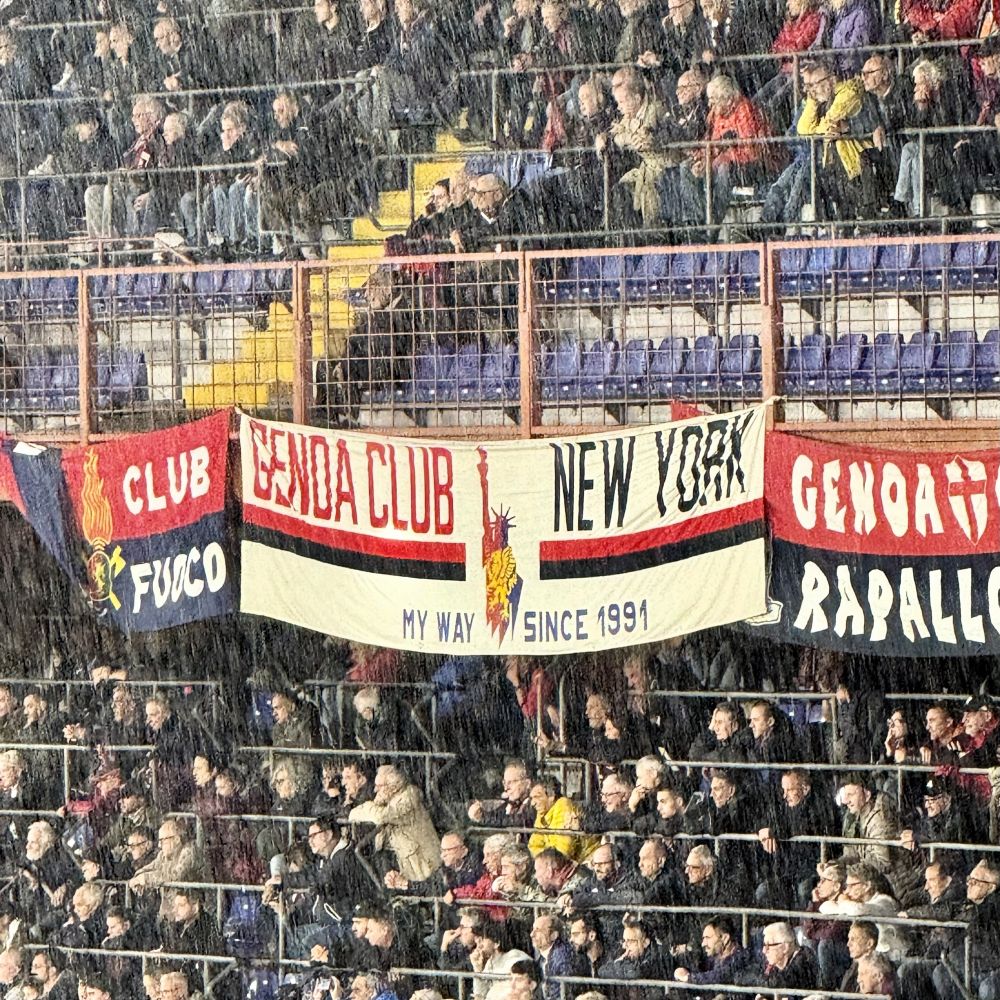 CLUB
FUOCO
GENOA CLUB NEW YORK
MY WAY SINCE 1991
GENOA
RAPALLO